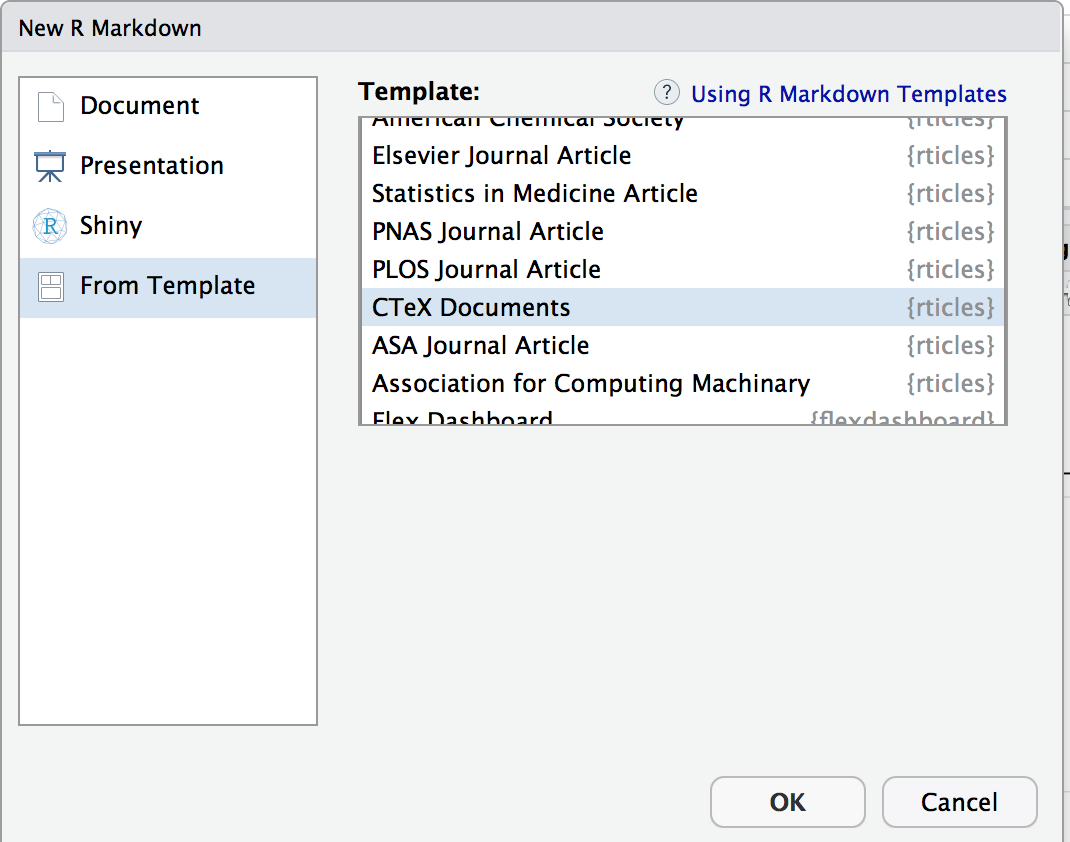 New R Markdown
Document
Presentation
Shiny
From Template
Template:
? Using R Markdown Templates
American Chemical Society {rticles}
Elsevier Journal Article {rticles}
Statistics in Medicine Article {rticles}
PNAS Journal Article {rticles}
PLOS Journal Article {rticles}
CTeX Documents {rticles}
ASA Journal Article {rticles}
Association for Computing Machinary {rticles}
Flex Dashboard {flexdashboard}
OK
Cancel